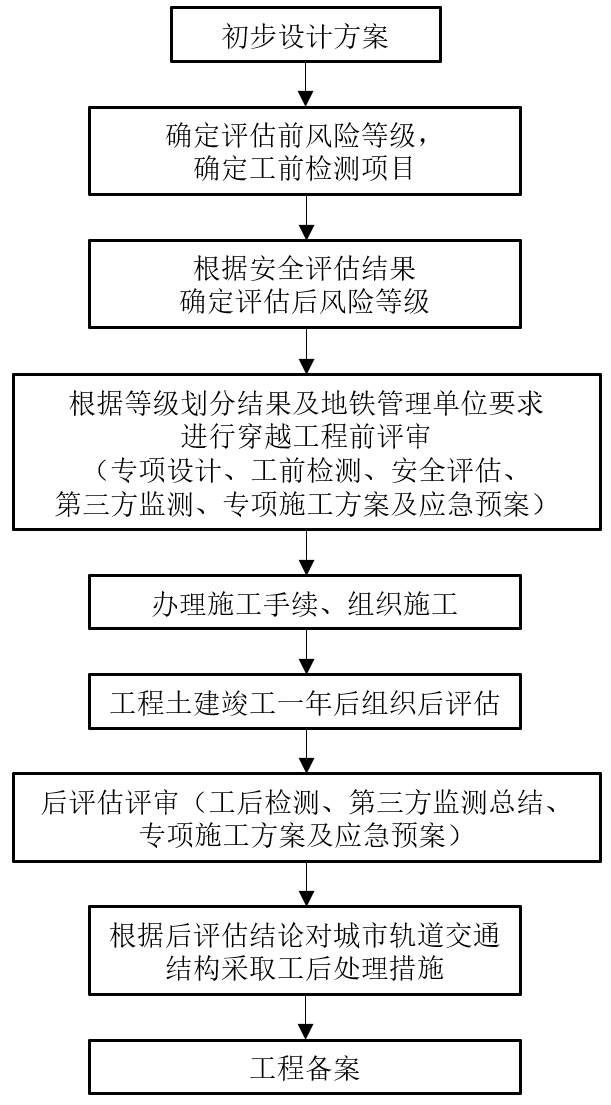 初步设计方案
确定评估前风险等级，
确定工前检测项目
根据安全评估结果
确定评估后风险等级
根据等级划分结果及地铁管理单位要求
进行穿越工程前评审
（专项设计、工前检测、安全评估、
第三方监测、专项施工方案及应急预案）
办理施工手续、组织施工
工程土建竣工一年后组织后评估
后评估评审（工后检测、第三方监测总结、
专项施工方案及应急预案）
根据后评估结论对城市轨道交通
结构采取工后处理措施
工程备案